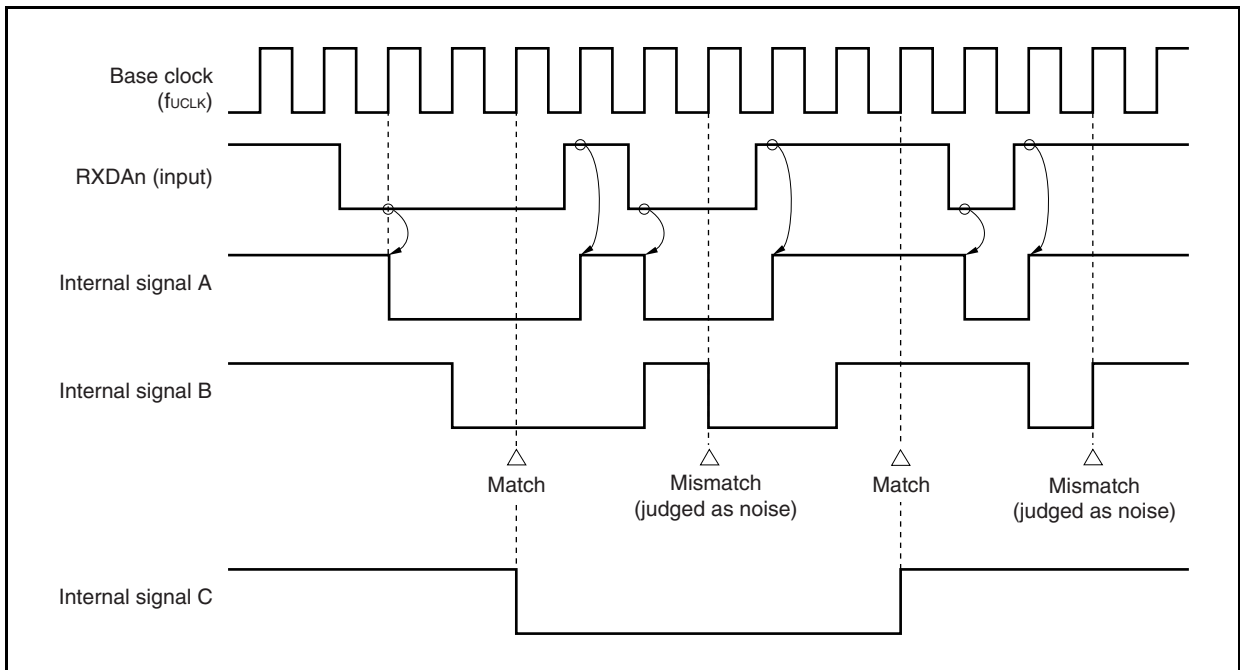 Base clock
(fUCLK)
RXDAn (input)
Internal signal A
Internal signal B
Match
Mismatch
(judged as noise)
Match
Mismatch
(judged as noise)
Internal signal C